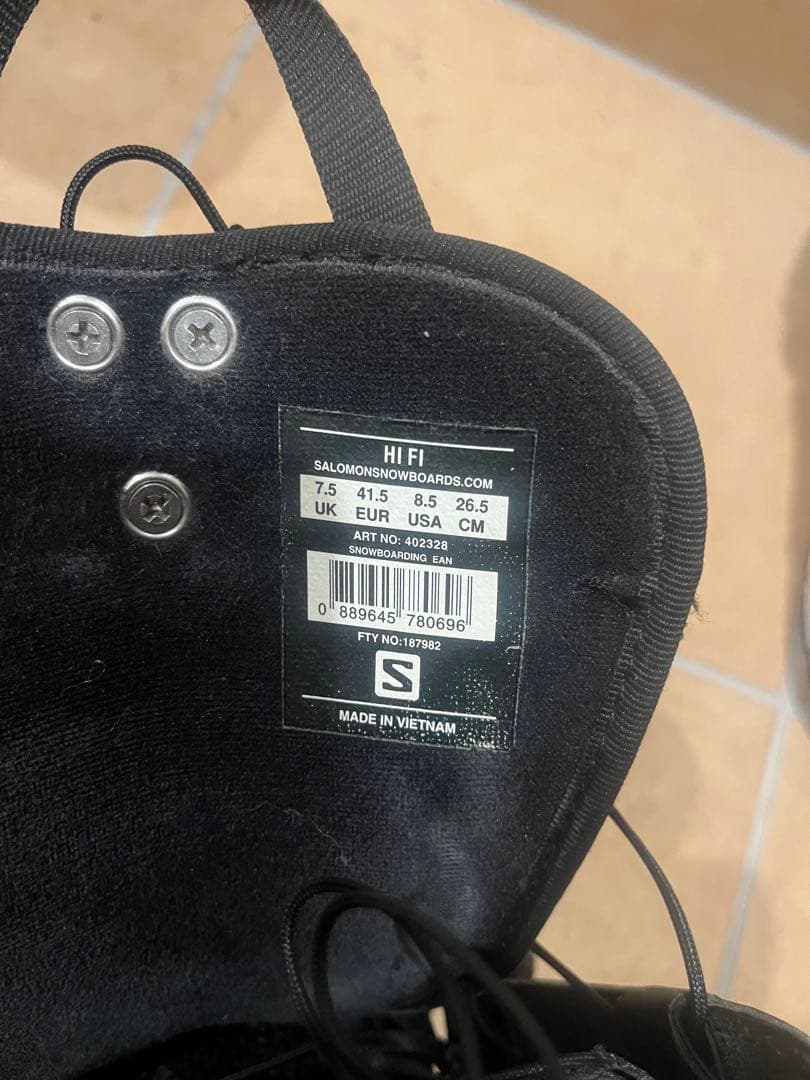 HI FI
SALOMONSNOWBOARDS.COM
7.5 41.5 8.5 26.5
UK EUR USA CM
ART NO: 402328
SNOWBOARDING EAN
0 889645 780696
FTY NO:187982
S
MADE IN VIETNAM